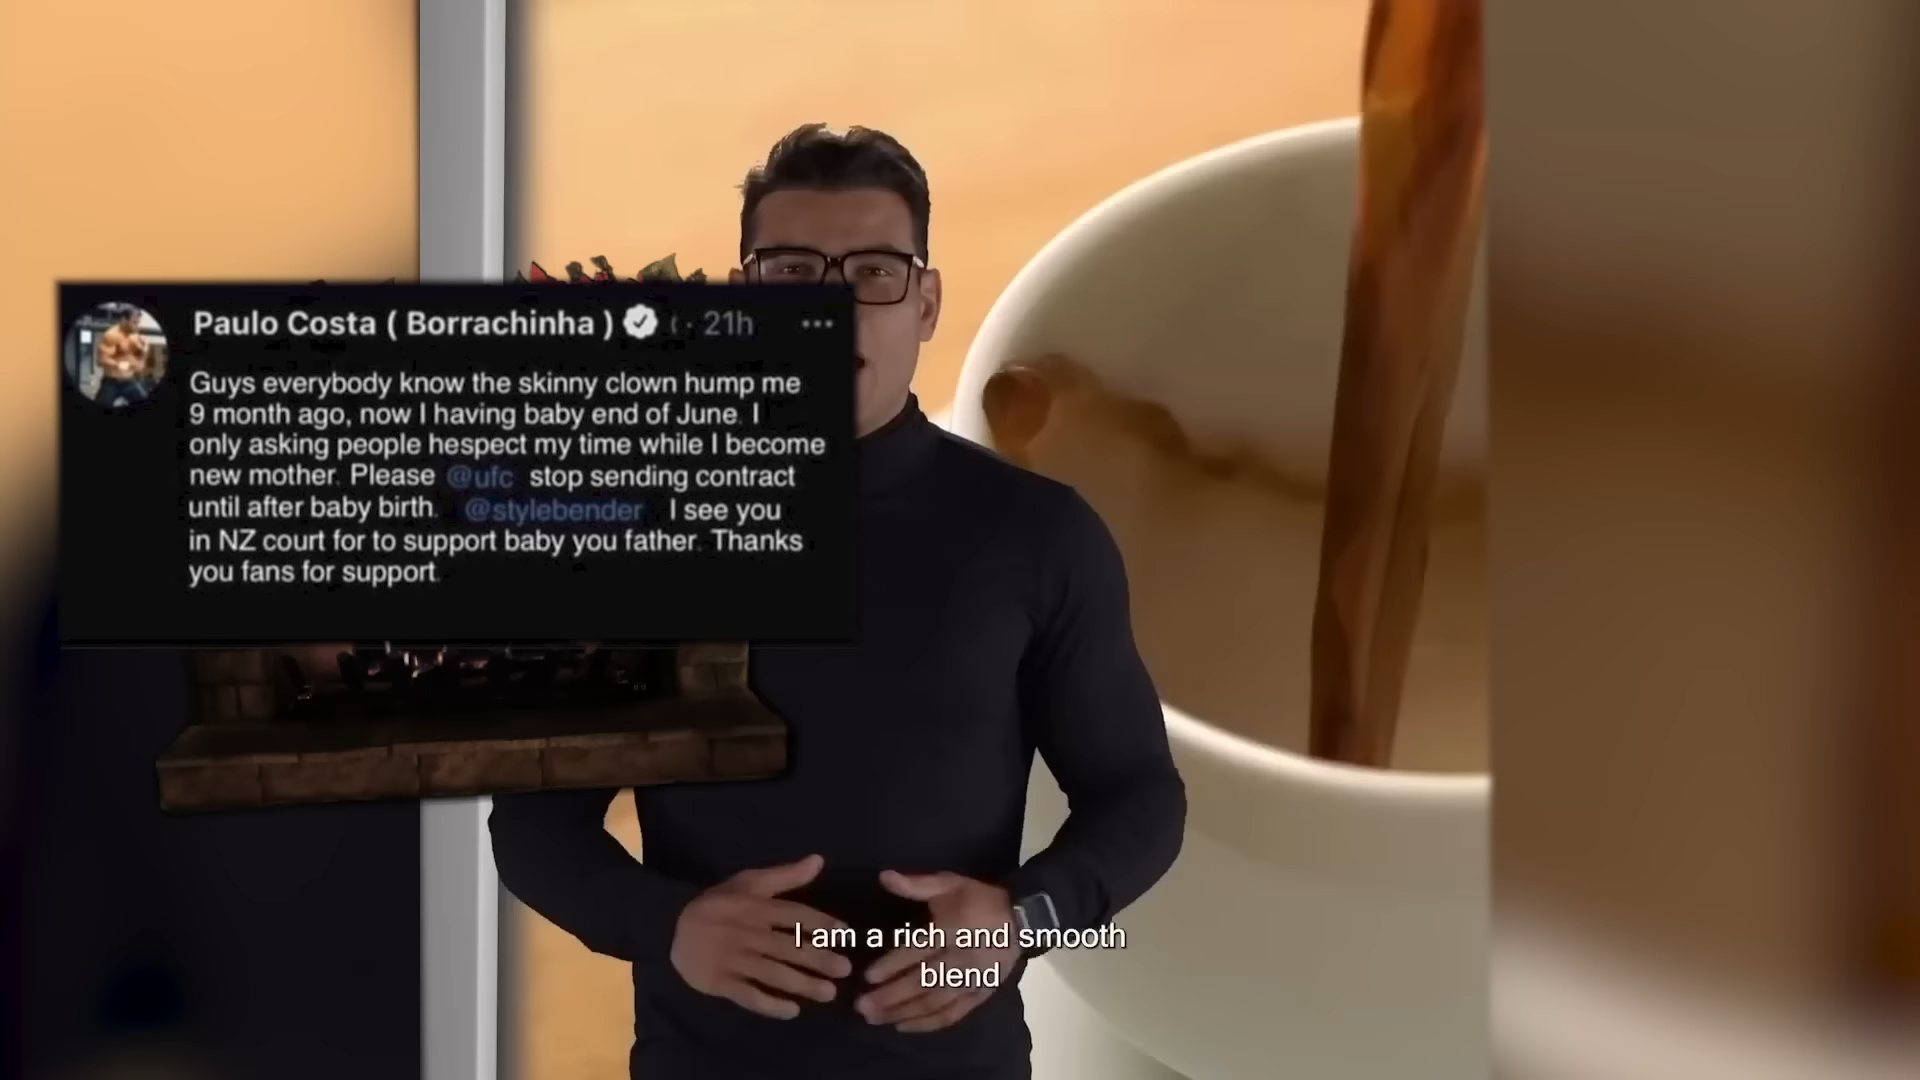 Paulo Costa ( Borrachinha ) · 21h ···
Guys everybody know the skinny clown hump me
9 month ago, now I having baby end of June. I
only asking people hespect my time while I become
new mother. Please @ufc stop sending contract
until after baby birth. @stylebender I see you
in NZ court for to support baby you father. Thanks
you fans for support.
I am a rich and smooth
blend